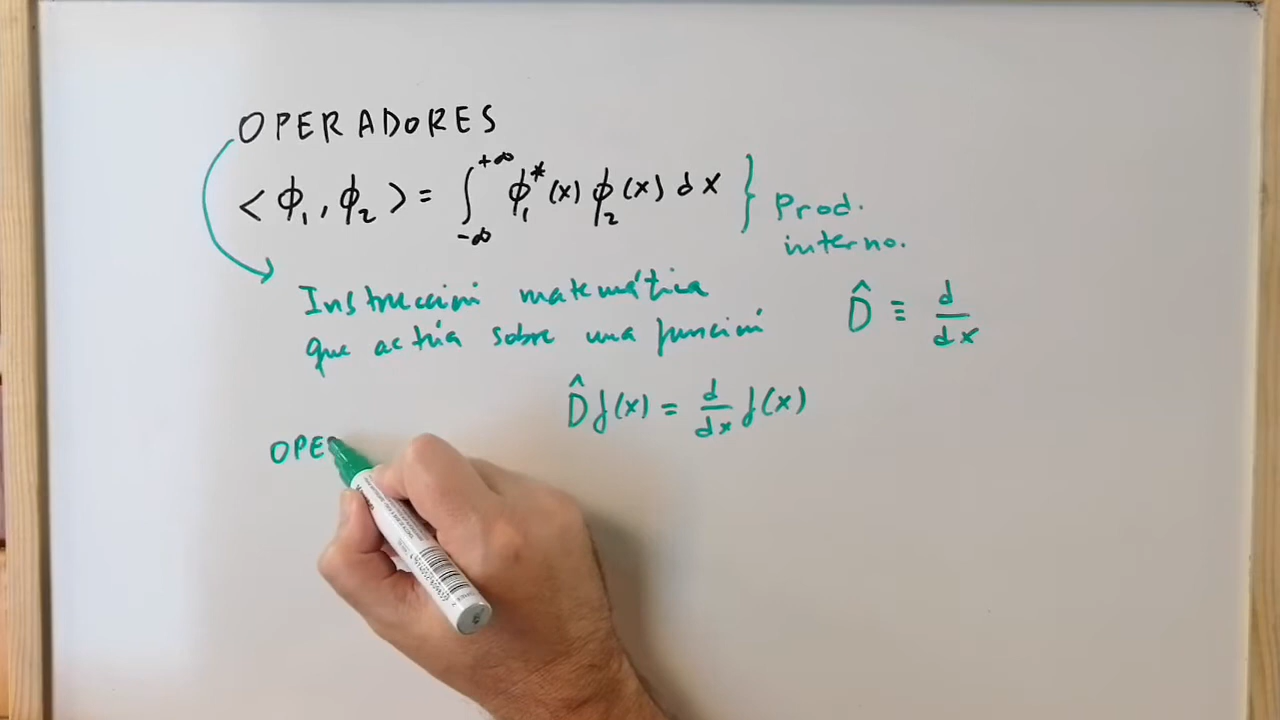 OPERADORES
< ϕ₁, ϕ₂ > = ∫_{-∞}^{+∞} ϕ₁*(x) ϕ₂(x) dx } Prod. interno.
Instrucción matemática
que actúa sobre una función
D̂ ≡ d/dx
D̂f(x) = d/dx f(x)
OPE